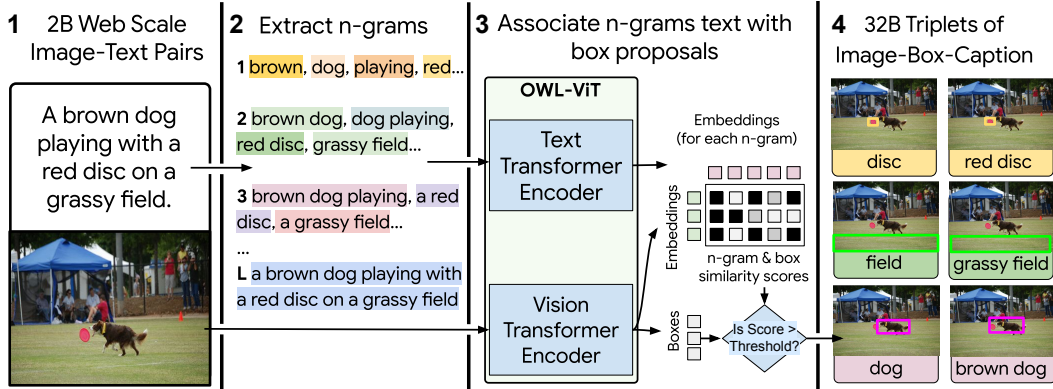 1 2B Web Scale
Image-Text Pairs
A brown dog
playing with a
red disc on a
grassy field.
2 Extract n-grams
1 brown, dog, playing, red...
2 brown dog, dog playing,
red disc, grassy field...
3 brown dog playing, a red
disc, a grassy field...
...
L a brown dog playing with
a red disc on a grassy field
3 Associate n-grams text with
box proposals
OWL-ViT
Text
Transformer
Encoder
Vision
Transformer
Encoder
Embeddings
(for each n-gram)
Embeddings
n-gram & box
similarity scores
Boxes
Is Score >
Threshold?
4 32B Triplets of
Image-Box-Caption
disc
red disc
field
grassy field
dog
brown dog